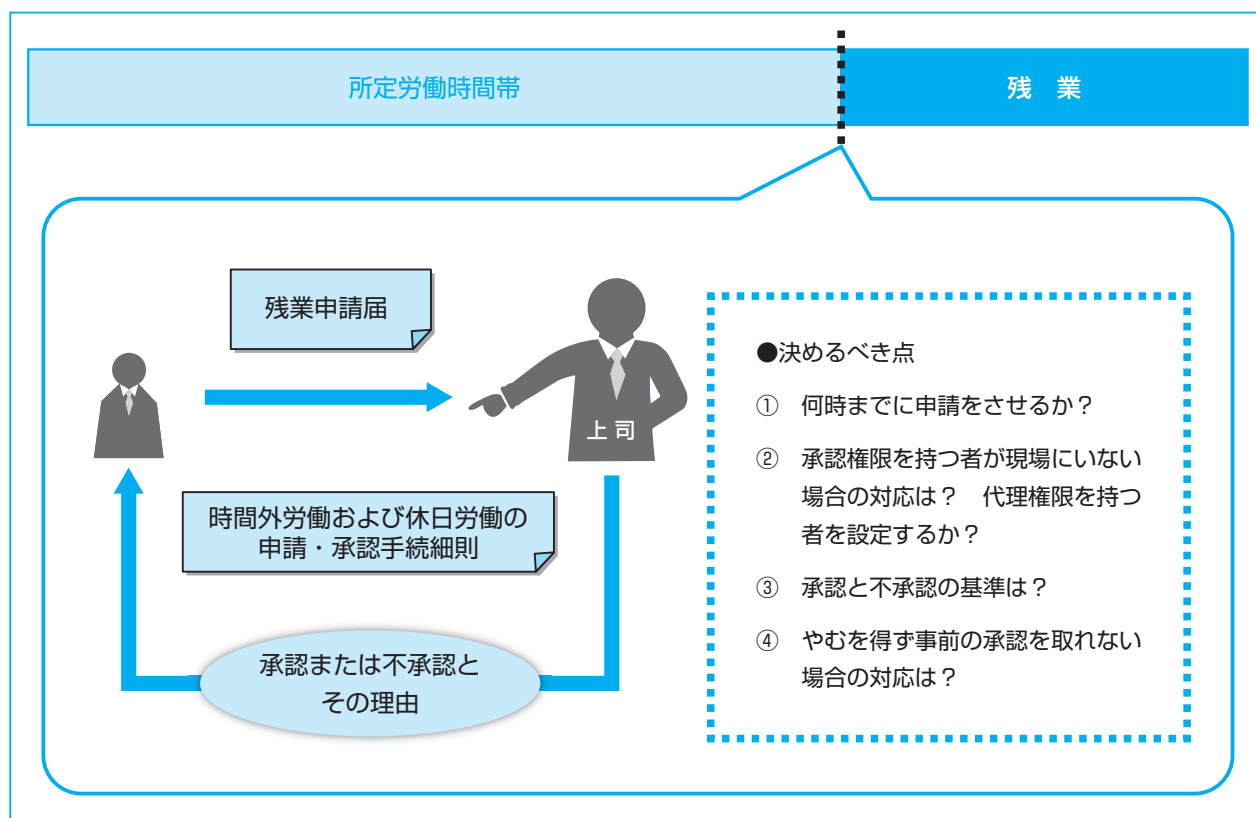 所定労働時間帯
残　業
残業申請届
上 司
時間外労働および休日労働の
申請・承認手続細則
承認または不承認と
その理由
●決めるべき点
①　何時までに申請をさせるか？
②　承認権限を持つ者が現場にいない
場合の対応は？　代理権限を持つ
者を設定するか？
③　承認と不承認の基準は？
④　やむを得ず事前の承認を取れない
場合の対応は？